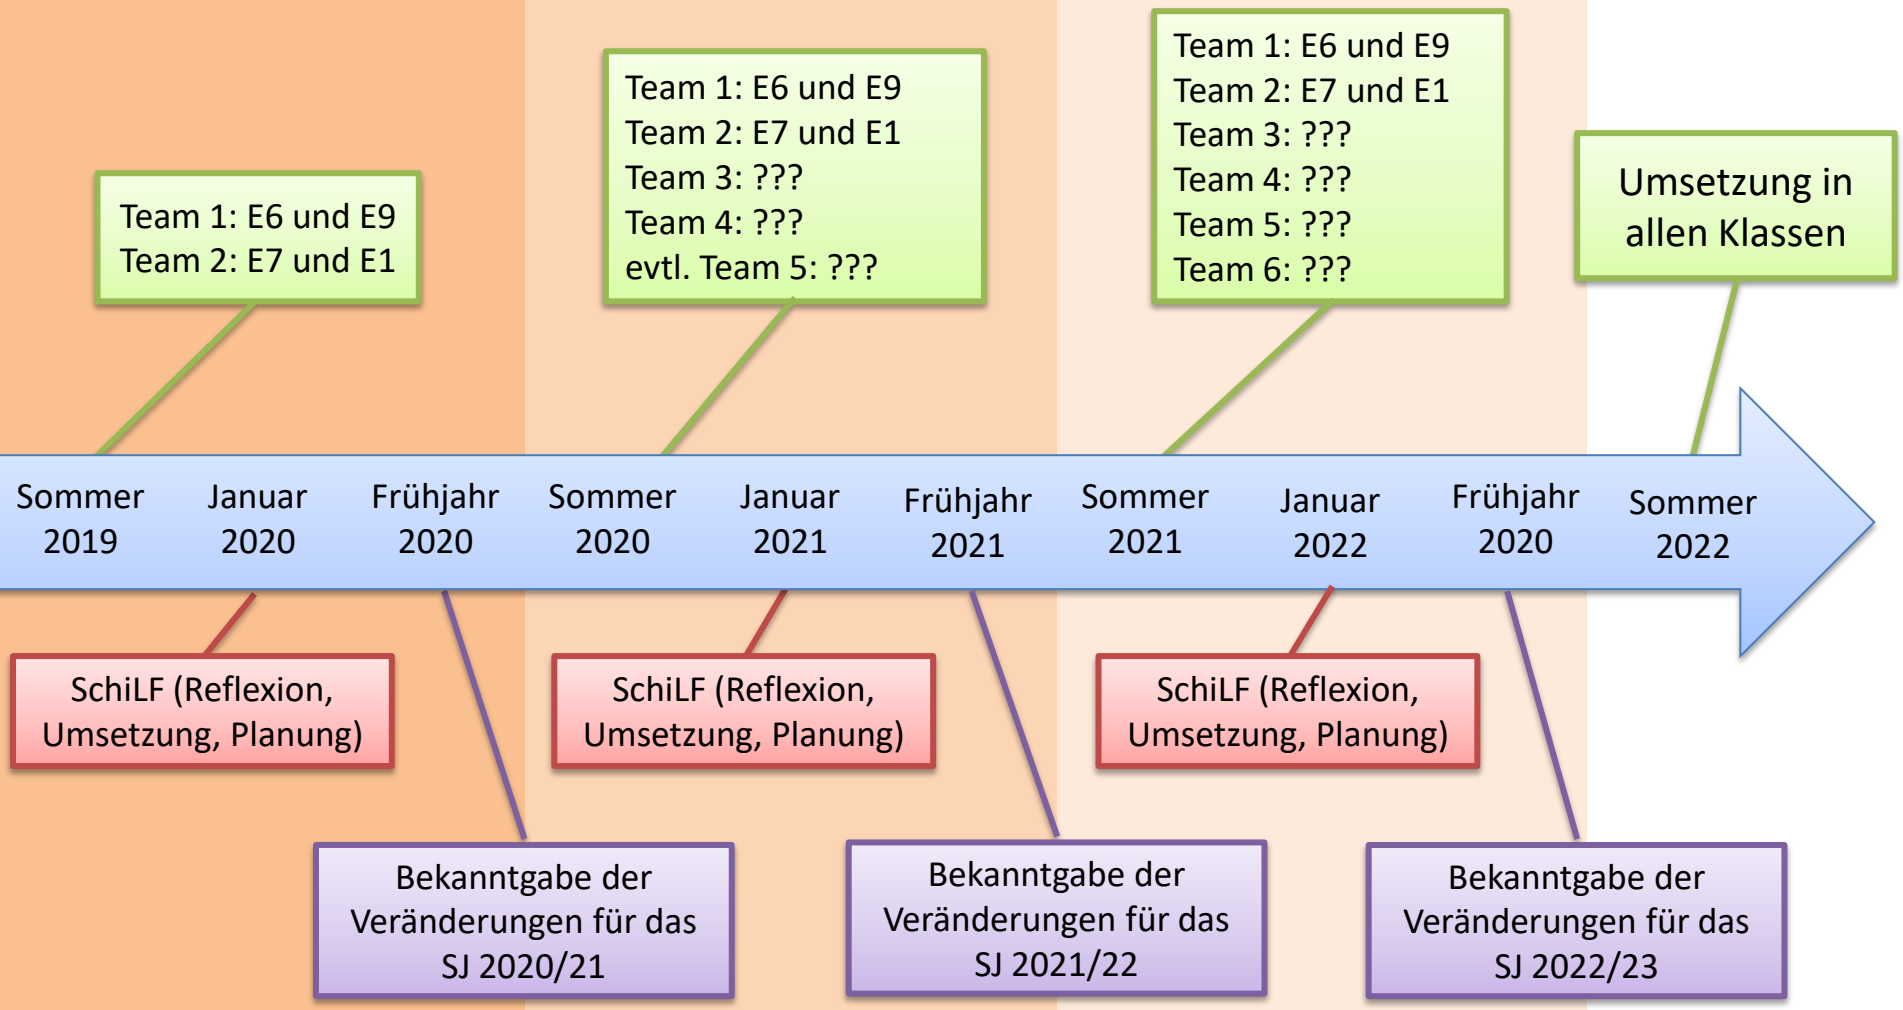 Team 1: E6 und E9
Team 2: E7 und E1
Team 1: E6 und E9
Team 2: E7 und E1
Team 3: ???
Team 4: ???
evtl. Team 5: ???
Team 1: E6 und E9
Team 2: E7 und E1
Team 3: ???
Team 4: ???
Team 5: ???
Team 6: ???
Umsetzung in
allen Klassen
Sommer
2019
Januar
2020
Frühjahr
2020
Sommer
2020
Januar
2021
Frühjahr
2021
Sommer
2021
Januar
2022
Frühjahr
2020
Sommer
2022
SchiLF (Reflexion,
Umsetzung, Planung)
SchiLF (Reflexion,
Umsetzung, Planung)
SchiLF (Reflexion,
Umsetzung, Planung)
Bekanntgabe der
Veränderungen für das
SJ 2020/21
Bekanntgabe der
Veränderungen für das
SJ 2021/22
Bekanntgabe der
Veränderungen für das
SJ 2022/23